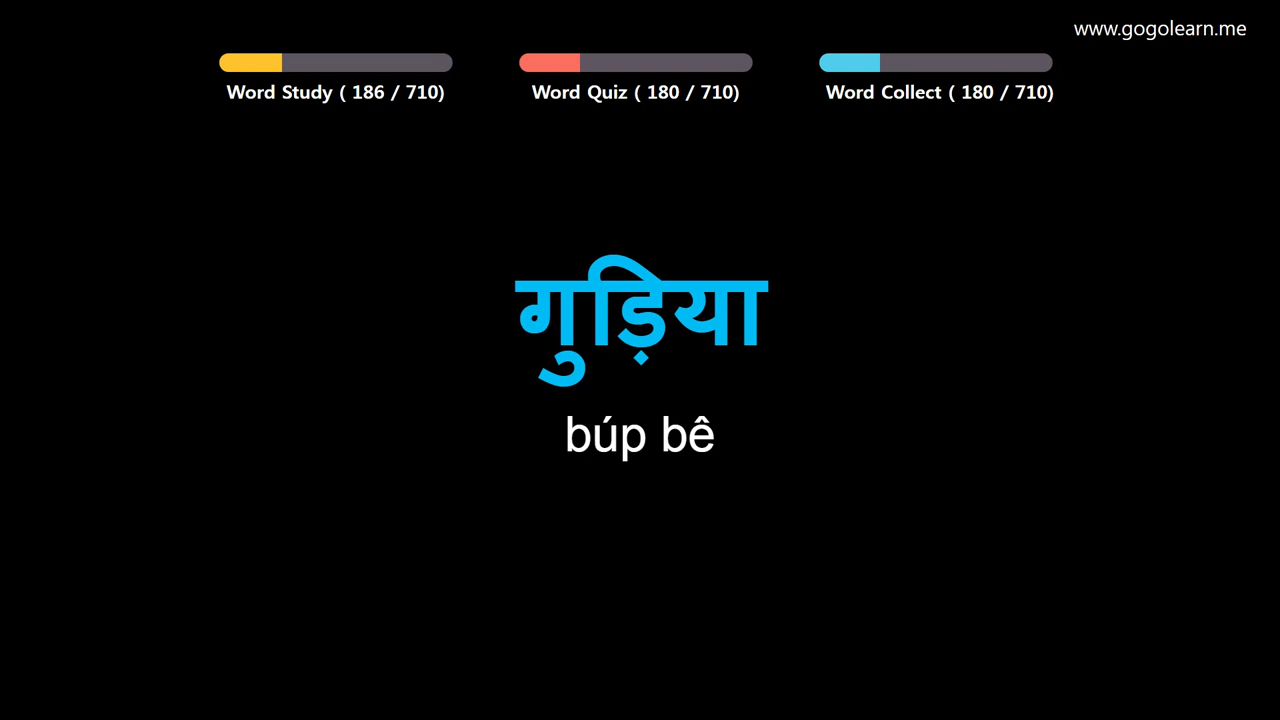 www.gogolearn.me
Word Study ( 186 / 710)
Word Quiz ( 180 / 710)
Word Collect ( 180 / 710)
गुड़िया
búp bê